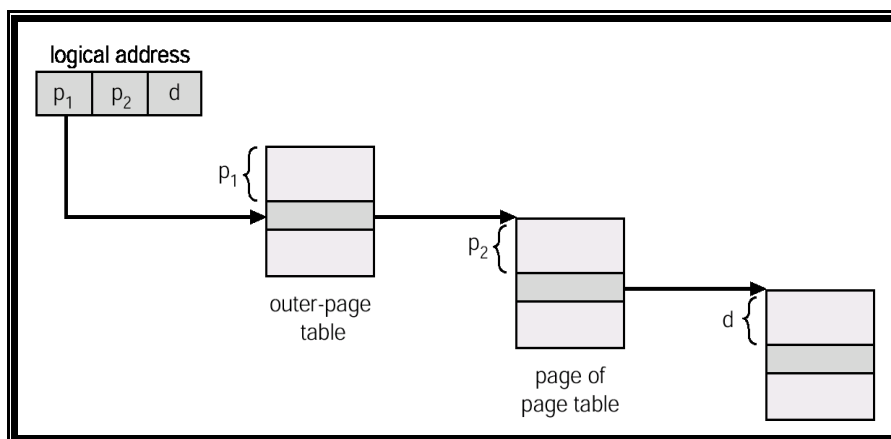 logical address
p₁ p₂ d
p₁
outer-page
table
p₂
page of
page table
d